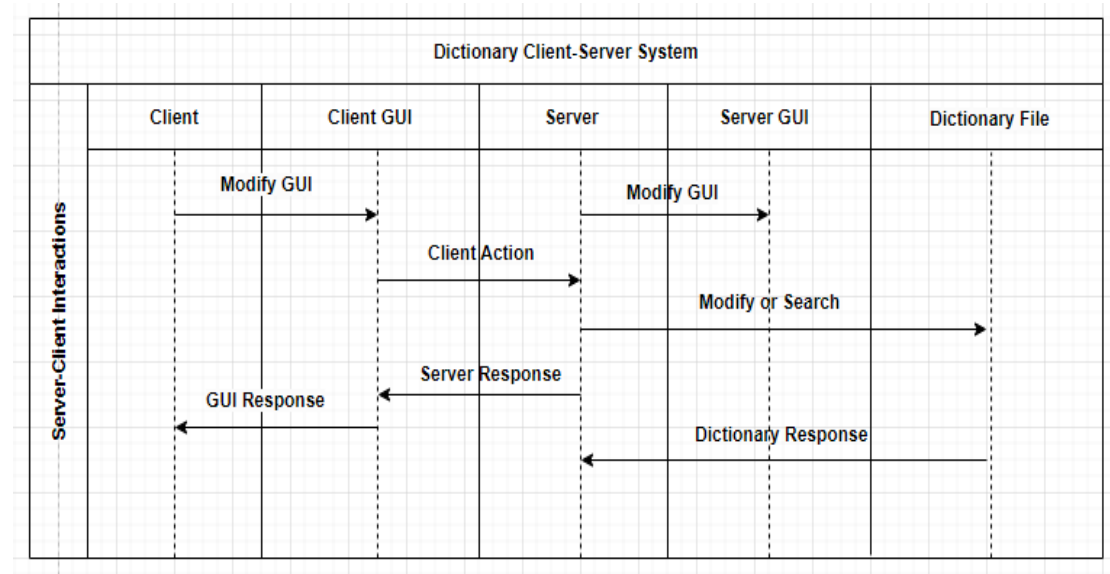 Dictionary Client-Server System
Client
Client GUI
Server
Server GUI
Dictionary File
Server-Client Interactions
Modify GUI
Modify GUI
Client Action
Modify or Search
Server Response
GUI Response
Dictionary Response